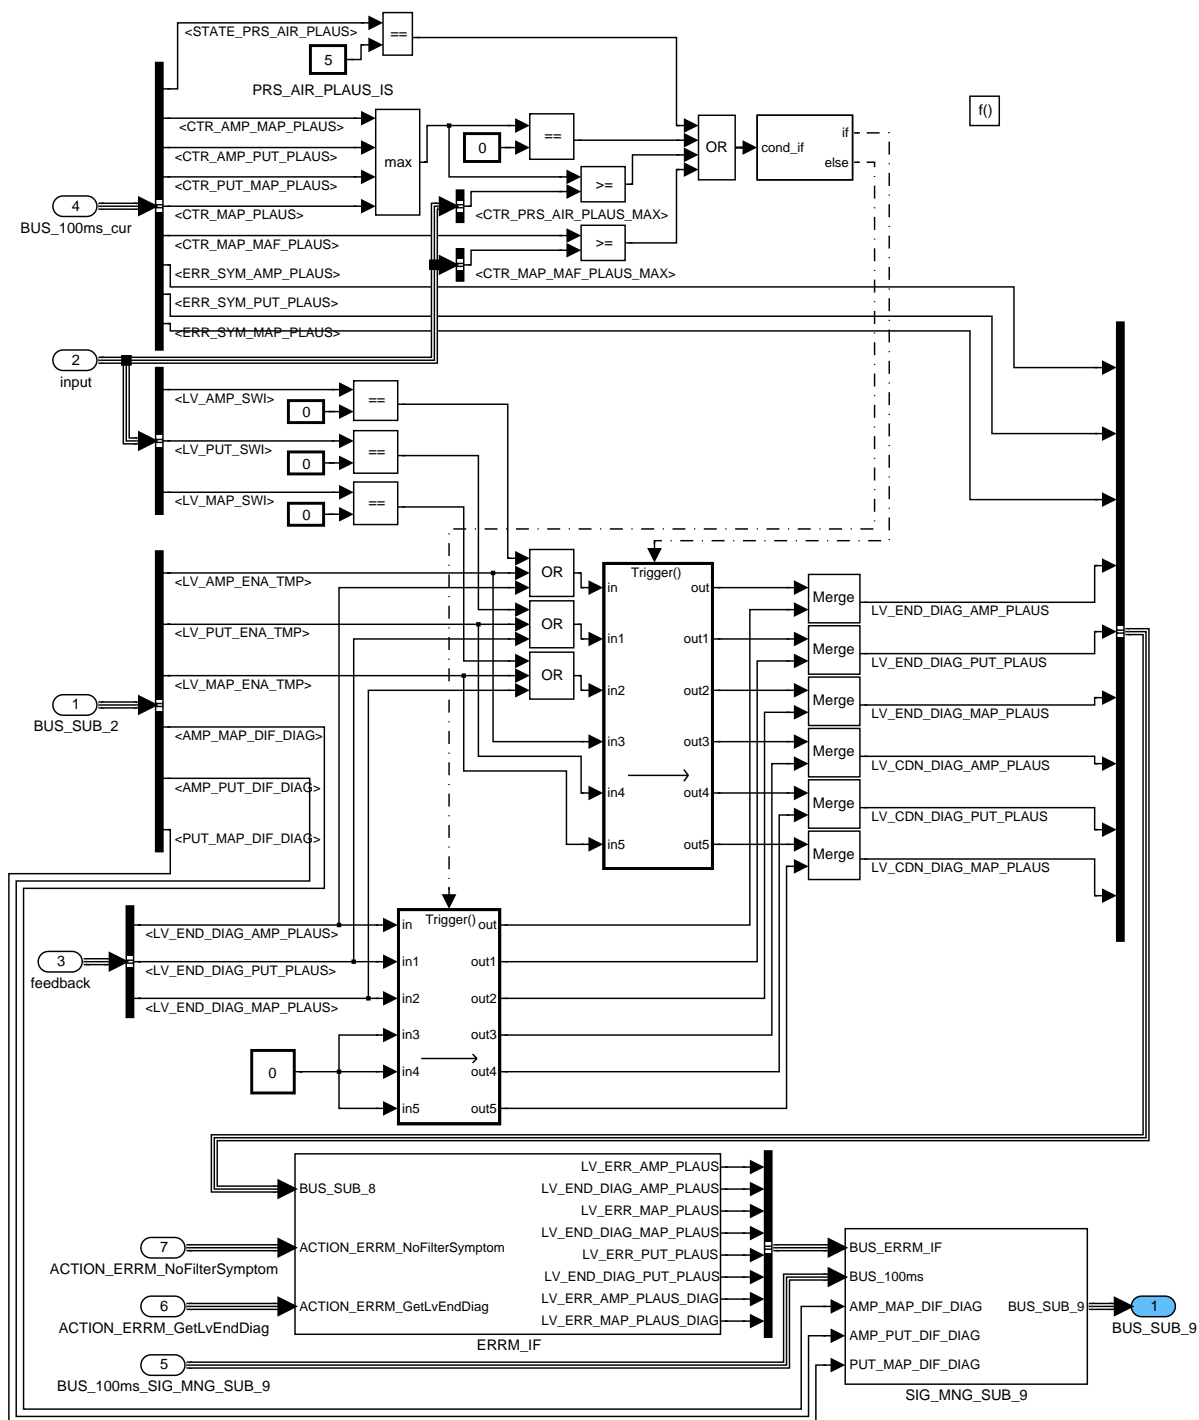 <STATE_PRS_AIR_PLAUS>
==
5
PRS_AIR_PLAUS_IS
f()
<CTR_AMP_MAP_PLAUS>
<CTR_AMP_PUT_PLAUS>
<CTR_PUT_MAP_PLAUS>
<CTR_MAP_PLAUS>
max
0
==
OR
cond_if
if
else
>=
<CTR_PRS_AIR_PLAUS_MAX>
4
BUS_100ms_cur
<CTR_MAP_MAF_PLAUS>
>=
<CTR_MAP_MAF_PLAUS_MAX>
<ERR_SYM_AMP_PLAUS>
<ERR_SYM_PUT_PLAUS>
<ERR_SYM_MAP_PLAUS>
2
input
<LV_AMP_SWI>
0
==
<LV_PUT_SWI>
0
==
<LV_MAP_SWI>
0
==
<LV_AMP_ENA_TMP>
<LV_PUT_ENA_TMP>
<LV_MAP_ENA_TMP>
1
BUS_SUB_2
<AMP_MAP_DIF_DIAG>
<AMP_PUT_DIF_DIAG>
<PUT_MAP_DIF_DIAG>
OR
OR
OR
Trigger()
in
in1
in2
in3
in4
in5
out
out1
out2
out3
out4
out5
Merge
LV_END_DIAG_AMP_PLAUS
Merge
LV_END_DIAG_PUT_PLAUS
Merge
LV_END_DIAG_MAP_PLAUS
Merge
LV_CDN_DIAG_AMP_PLAUS
Merge
LV_CDN_DIAG_PUT_PLAUS
Merge
LV_CDN_DIAG_MAP_PLAUS
3
feedback
<LV_END_DIAG_AMP_PLAUS>
<LV_END_DIAG_PUT_PLAUS>
<LV_END_DIAG_MAP_PLAUS>
0
Trigger()
in
in1
in2
in3
in4
in5
out
out1
out2
out3
out4
out5
BUS_SUB_8
ACTION_ERRM_NoFilterSymptom
ACTION_ERRM_GetLvEndDiag
LV_ERR_AMP_PLAUS
LV_END_DIAG_AMP_PLAUS
LV_ERR_MAP_PLAUS
LV_END_DIAG_MAP_PLAUS
LV_ERR_PUT_PLAUS
LV_END_DIAG_PUT_PLAUS
LV_ERR_AMP_PLAUS_DIAG
LV_ERR_MAP_PLAUS_DIAG
ERRM_IF
7
ACTION_ERRM_NoFilterSymptom
6
ACTION_ERRM_GetLvEndDiag
5
BUS_100ms_SIG_MNG_SUB_9
BUS_ERRM_IF
BUS_100ms
AMP_MAP_DIF_DIAG
AMP_PUT_DIF_DIAG
PUT_MAP_DIF_DIAG
BUS_SUB_9
SIG_MNG_SUB_9
1
BUS_SUB_9